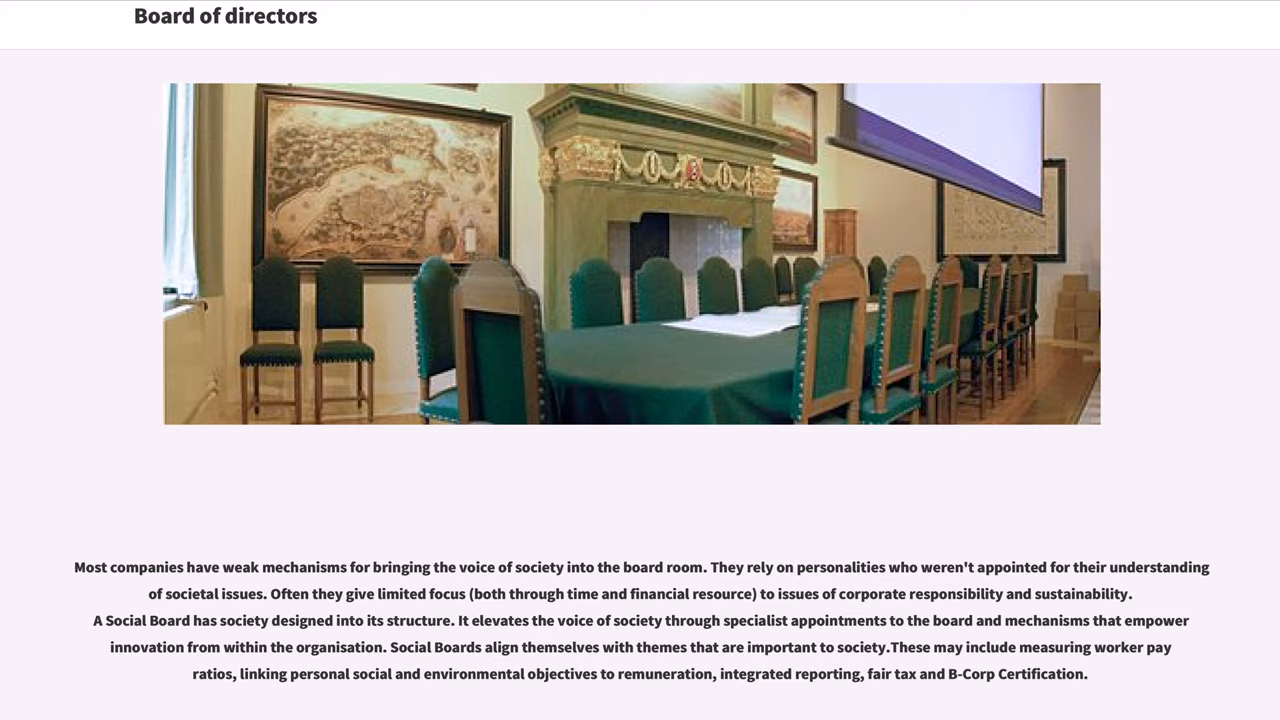 Board of directors
Most companies have weak mechanisms for bringing the voice of society into the board room. They rely on personalities who weren't appointed for their understanding
of societal issues. Often they give limited focus (both through time and financial resource) to issues of corporate responsibility and sustainability.
A Social Board has society designed into its structure. It elevates the voice of society through specialist appointments to the board and mechanisms that empower
innovation from within the organisation. Social Boards align themselves with themes that are important to society.These may include measuring worker pay
ratios, linking personal social and environmental objectives to remuneration, integrated reporting, fair tax and B-Corp Certification.